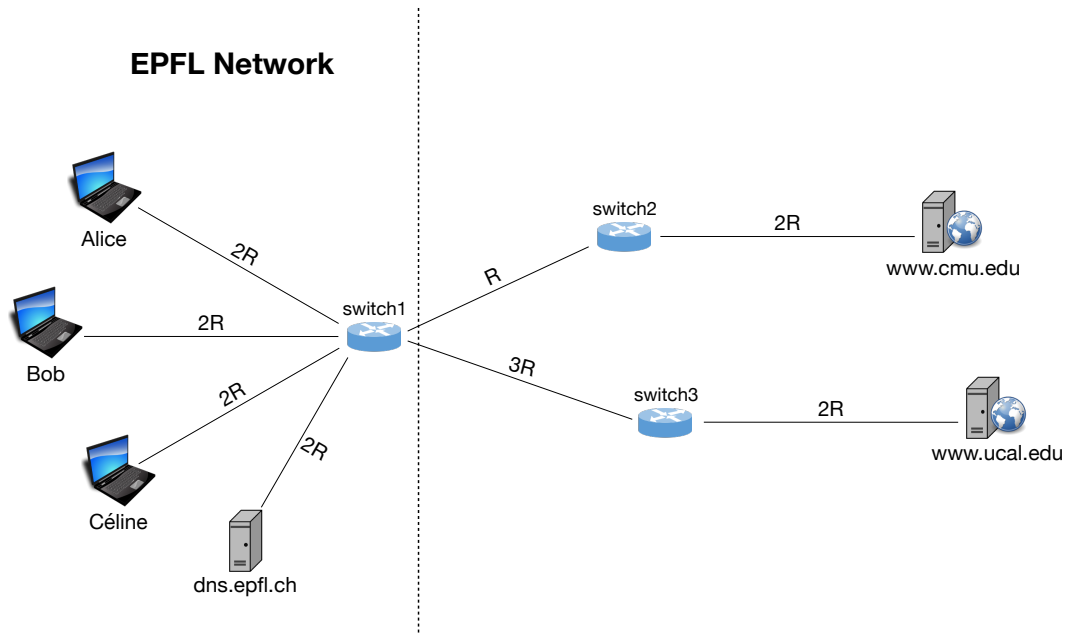 EPFL Network
Alice
2R
Bob
2R
Céline
2R
dns.epfl.ch
2R
switch1
R
switch2
2R
www.cmu.edu
3R
switch3
2R
www.ucal.edu